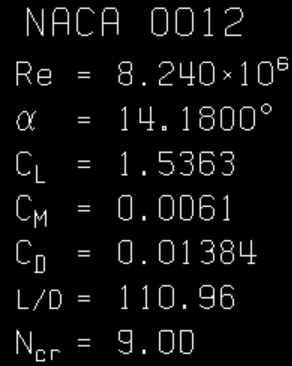 NACA 0012
Re = 8.240×10⁶
α = 14.1800°
C_L = 1.5363
C_M = 0.0061
C_D = 0.01384
L/D = 110.96
N_cr = 9.00